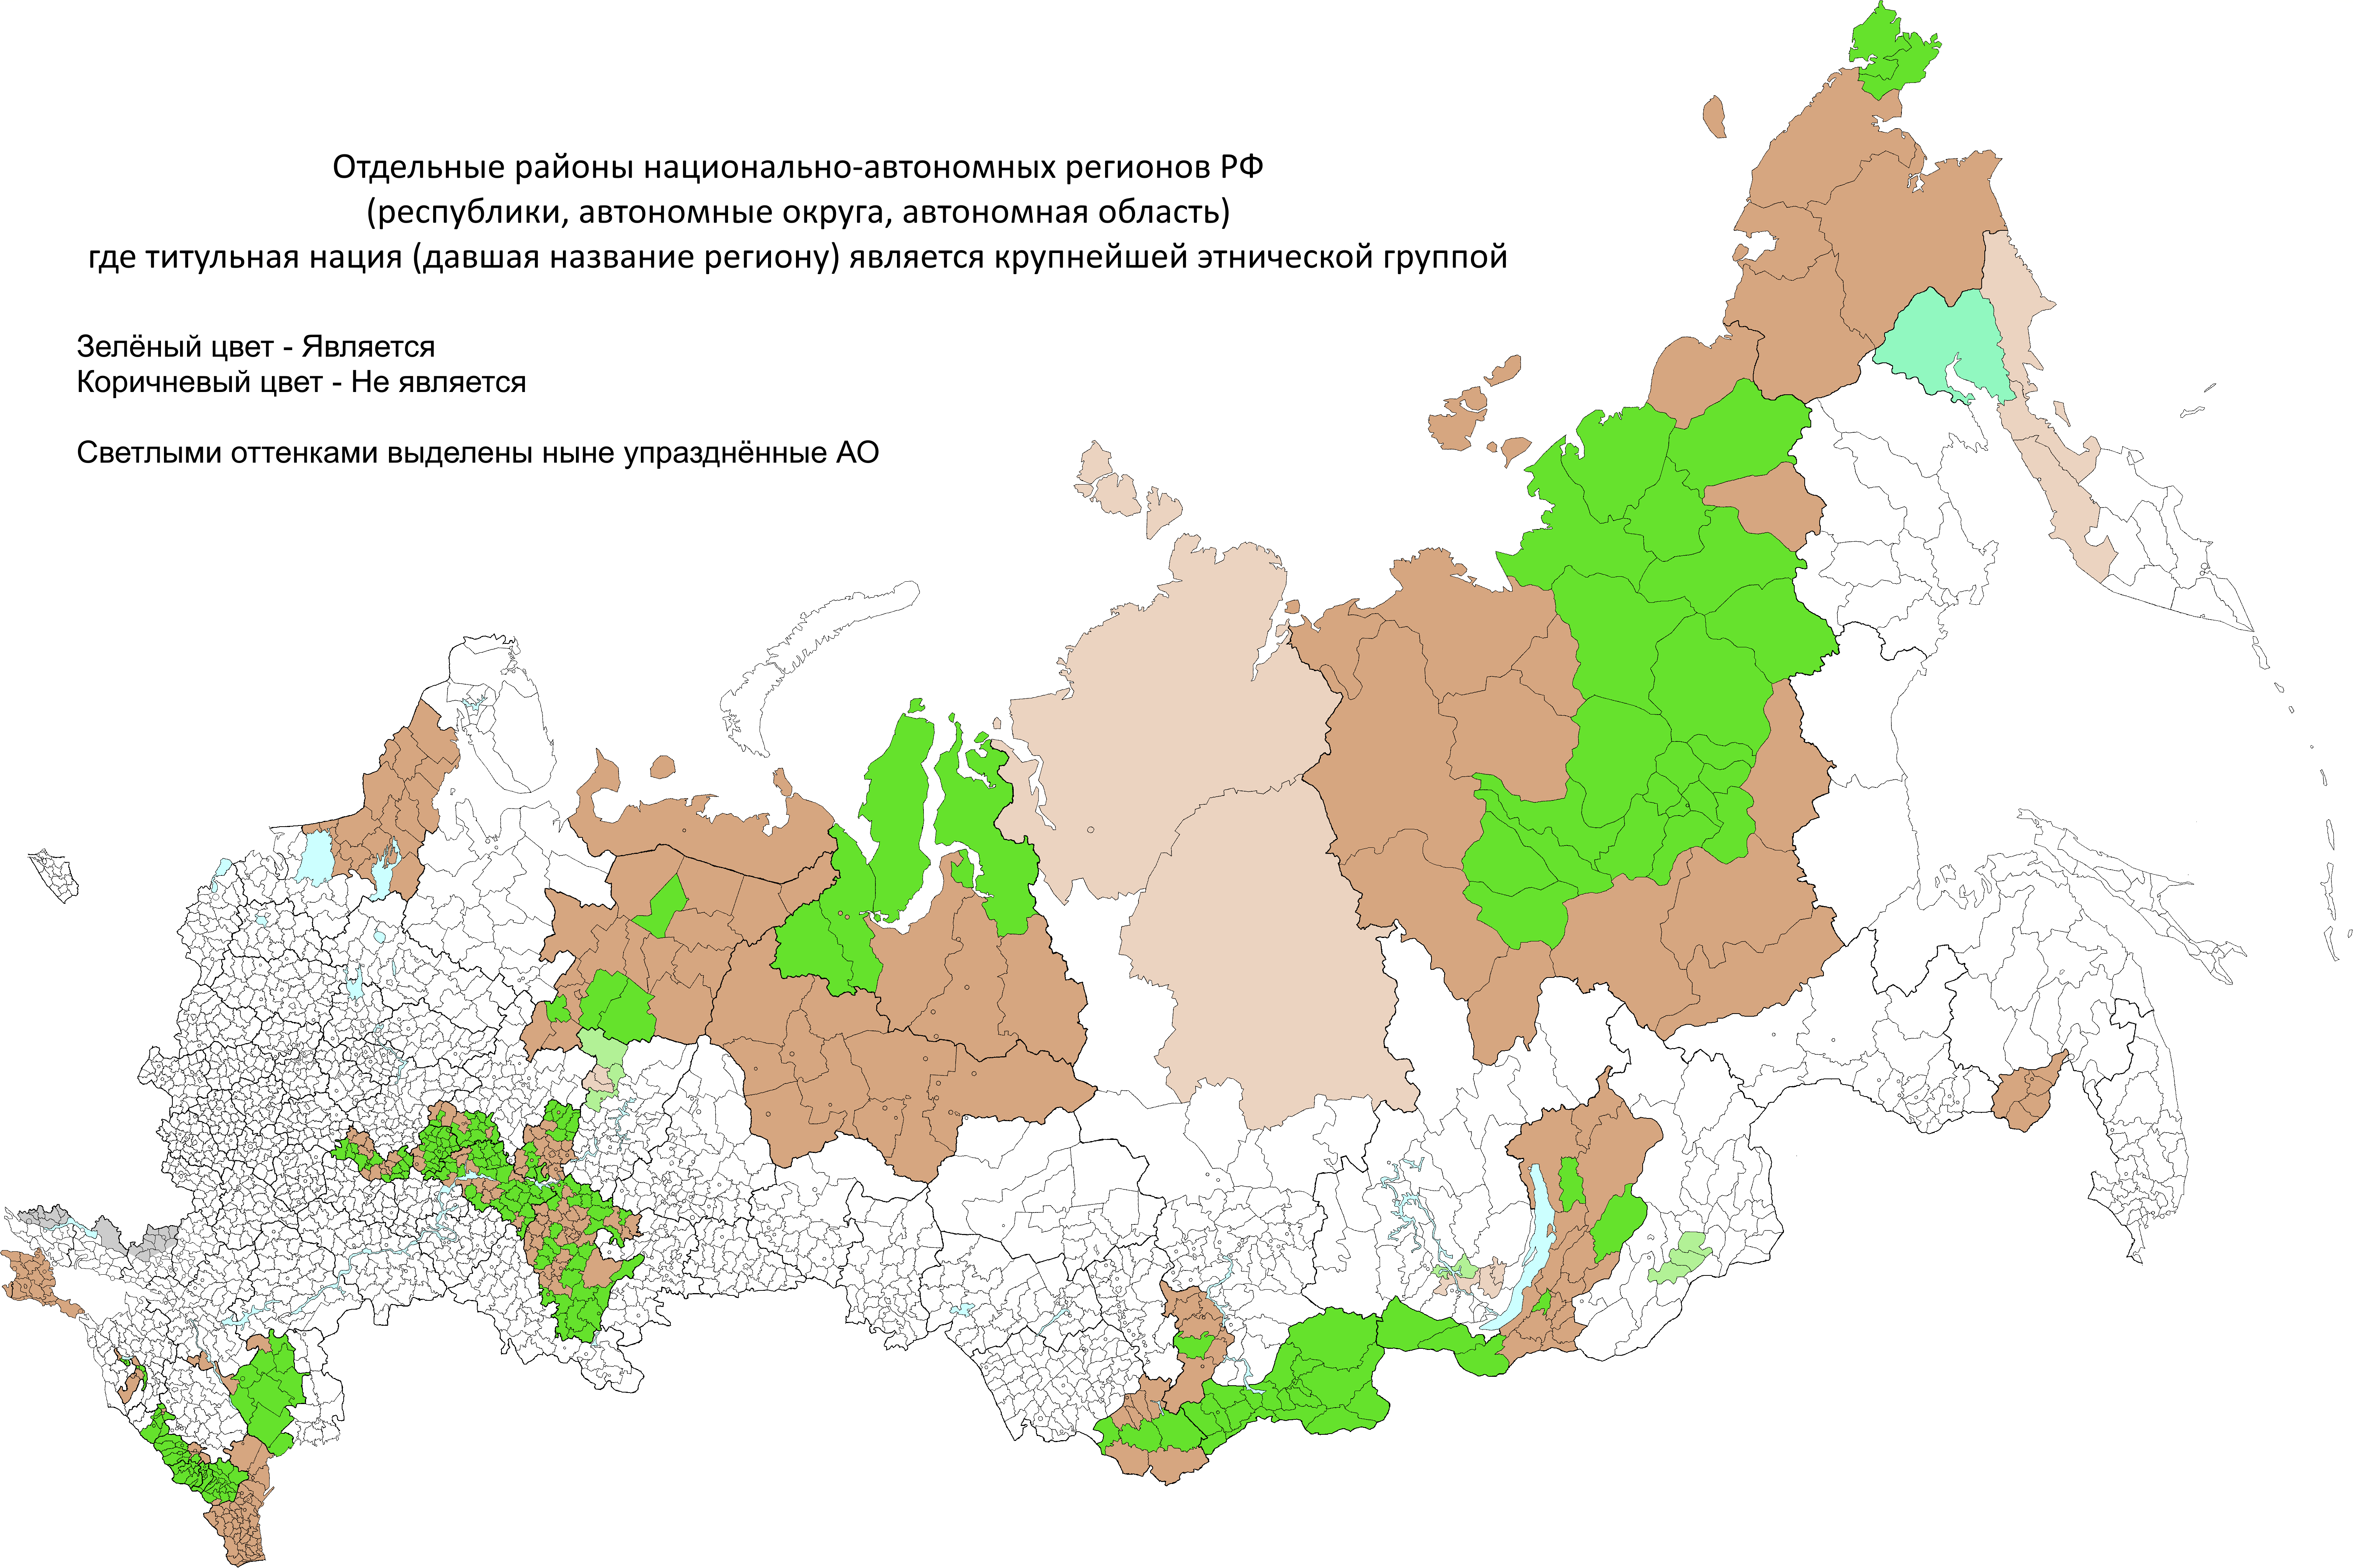 Отдельные районы национально-автономных регионов РФ
(республики, автономные округа, автономная область)
где титульная нация (давшая название региону) является крупнейшей этнической группой
Зелёный цвет - Является
Коричневый цвет - Не является
Светлыми оттенками выделены ныне упразднённые АО